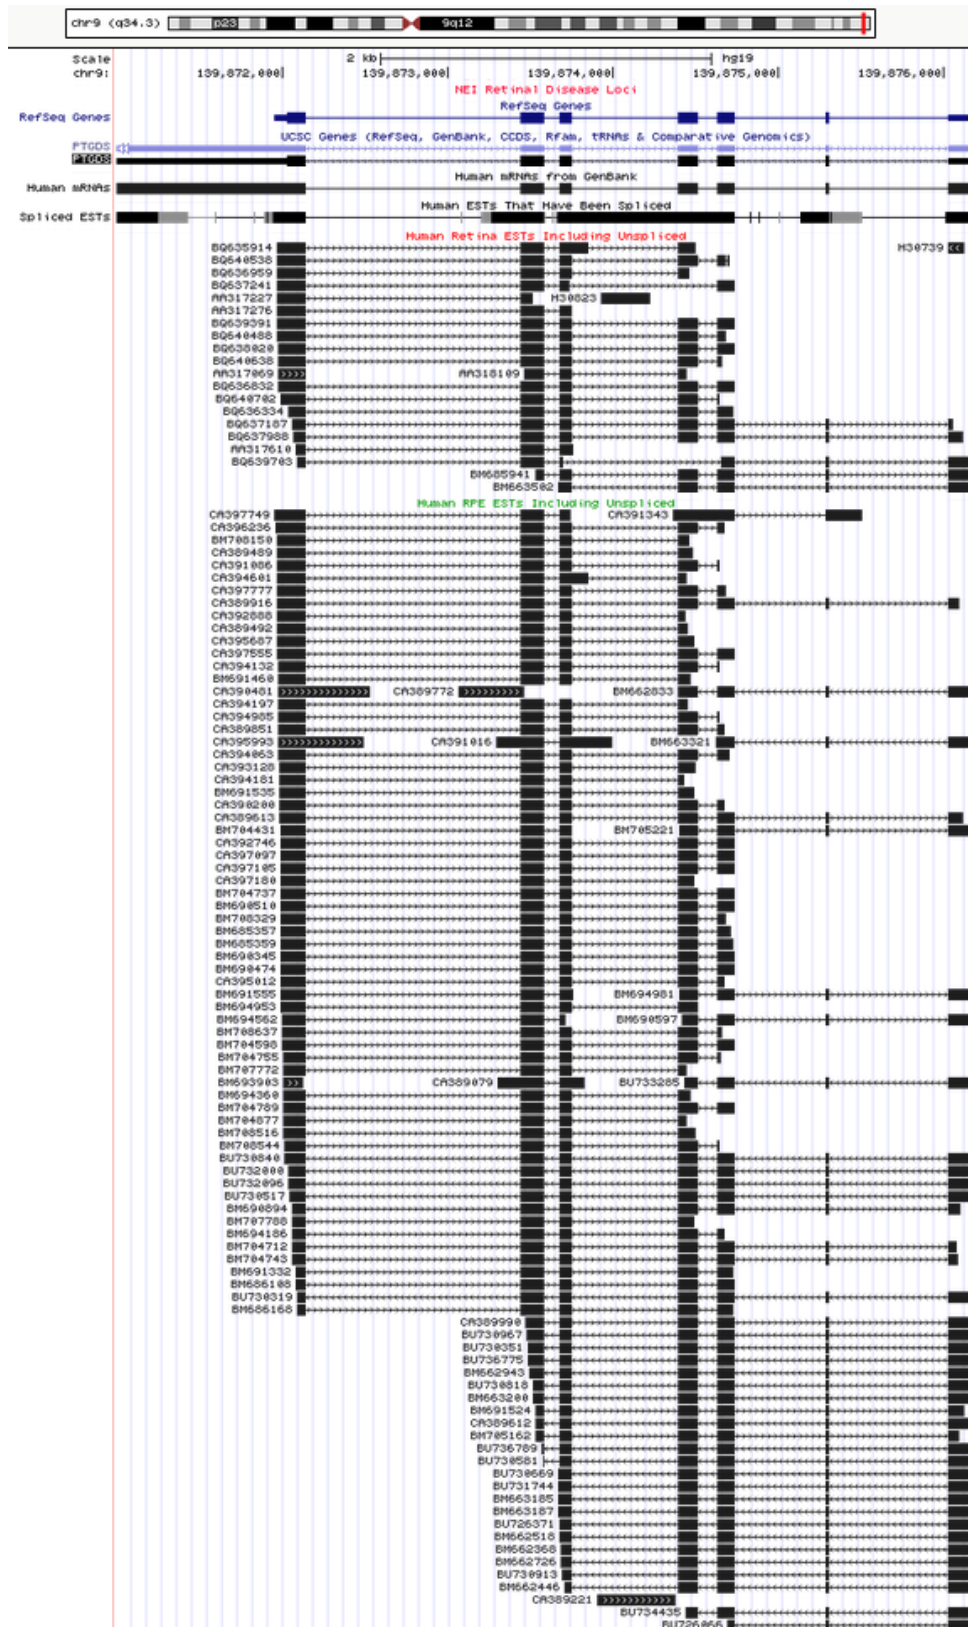 chr9 (q34.3) p23 9q12
Scale 2 kb hg19
chr9: 139,872,000 139,873,000 139,874,000 139,875,000 139,876,000
NEI Retinal Disease Loci
RefSeq Genes
RefSeq Genes
UCSC Genes (RefSeq, GenBank, CCDS, Rfam, tRNAs & Comparative Genomics)
PTGDS
PTGDS
Human mRNAs from GenBank
Human mRNAs
Human ESTs That Have Been Spliced
Spliced ESTs
Human Retina ESTs Including Unspliced
BQ635914 H30739
BQ640538
BQ636959
BQ637241
AA317227 H30823
AA317276
BQ639391
BQ640488
BQ638020
BQ640638
AA317069 AA318109
BQ636832
BQ640702
BQ636334
BQ637187
BQ637988
AA317610
BQ639703
BM685941
BM663502
Human RPE ESTs Including Unspliced
CA397749 CA391343
CA396236
BM708150
CA389489
CA391086
CA394601
CA397777
CA389916
CA392888
CA389492
CA395687
CA397555
CA394132
BM691460
CA390481 CA389772 BM662833
CA394197
CA394985
CA389851
CA395993 CA391016 BM663321
CA394063
CA393128
CA394181
BM691535
CA390200
CA389613
BM704431 BM705221
CA392746
CA397097
CA397105
CA397180
BM704737
BM690510
BM708329
BM685357
BM685359
BM690345
BM690474
CA395012
BM691555 BM694981
BM694953
BM694562 BM690597
BM708637
BM704598
BM704755
BM707772
BM693903 CA389079 BU733285
BM694360
BM704789
BM704877
BM708516
BM708544
BU730840
BU732000
BU732096
BU730517
BM690894
BM707788
BM694186
BM704712
BM704743
BM691332
BM686108
BU730319
BM686168
CA389990
BU730967
BU730351
BU736775
BM662943
BU730818
BM663200
BM691524
CA389612
BM705162
BU736789
BU730581
BU730669
BU731744
BM663185
BM663187
BU726371
BM662518
BM662368
BM662726
BU730913
BM662446
CA389221
BU734435